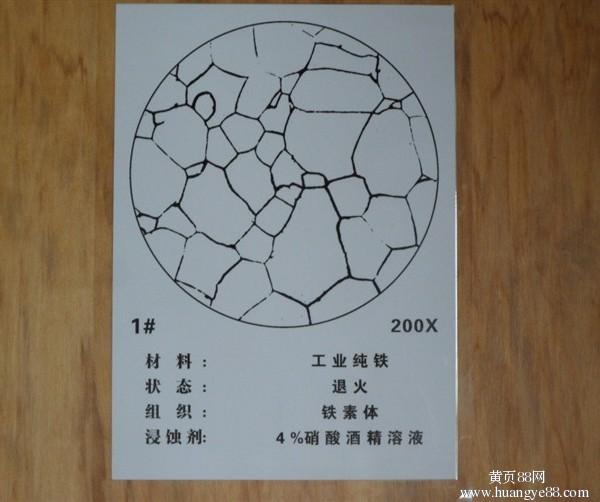 1# 200X
材料: 工业纯铁
状态: 退火
组织: 铁素体
浸蚀剂: 4%硝酸酒精溶液
黄页88网
www.huangye88.com